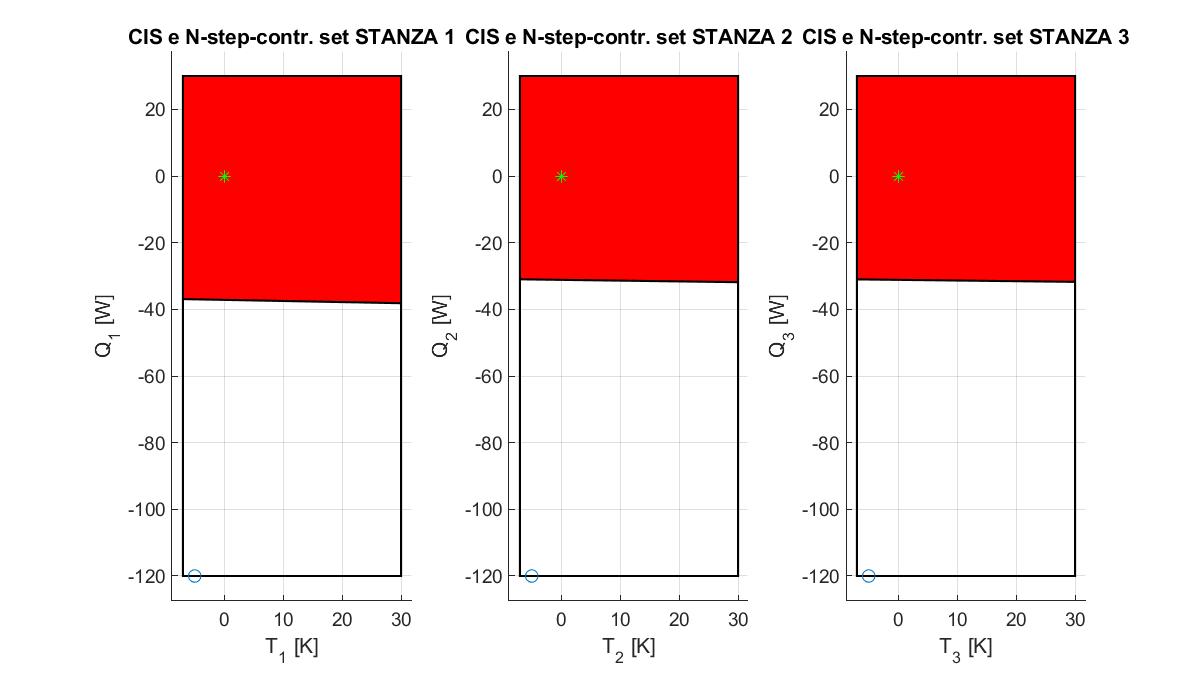 CIS e N-step-contr. set STANZA 1
20
0
-20
-40
-60
-80
-100
-120
0 10 20 30
Q1 [W]
T1 [K]
CIS e N-step-contr. set STANZA 2
20
0
-20
-40
-60
-80
-100
-120
0 10 20 30
Q2 [W]
T2 [K]
CIS e N-step-contr. set STANZA 3
20
0
-20
-40
-60
-80
-100
-120
0 10 20 30
Q3 [W]
T3 [K]